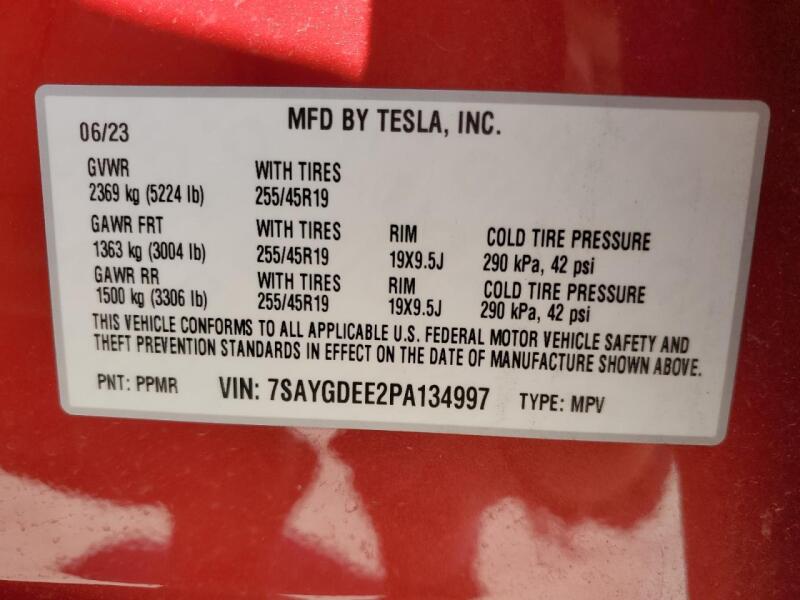 06/23 MFD BY TESLA, INC.
GVWR WITH TIRES
2369 kg (5224 lb) 255/45R19
GAWR FRT WITH TIRES RIM COLD TIRE PRESSURE
1363 kg (3004 lb) 255/45R19 19X9.5J 290 kPa, 42 psi
GAWR RR WITH TIRES RIM COLD TIRE PRESSURE
1500 kg (3306 lb) 255/45R19 19X9.5J 290 kPa, 42 psi
THIS VEHICLE CONFORMS TO ALL APPLICABLE U.S. FEDERAL MOTOR VEHICLE SAFETY AND
THEFT PREVENTION STANDARDS IN EFFECT ON THE DATE OF MANUFACTURE SHOWN ABOVE.
PNT: PPMR VIN: 7SAYGDEE2PA134997 TYPE: MPV